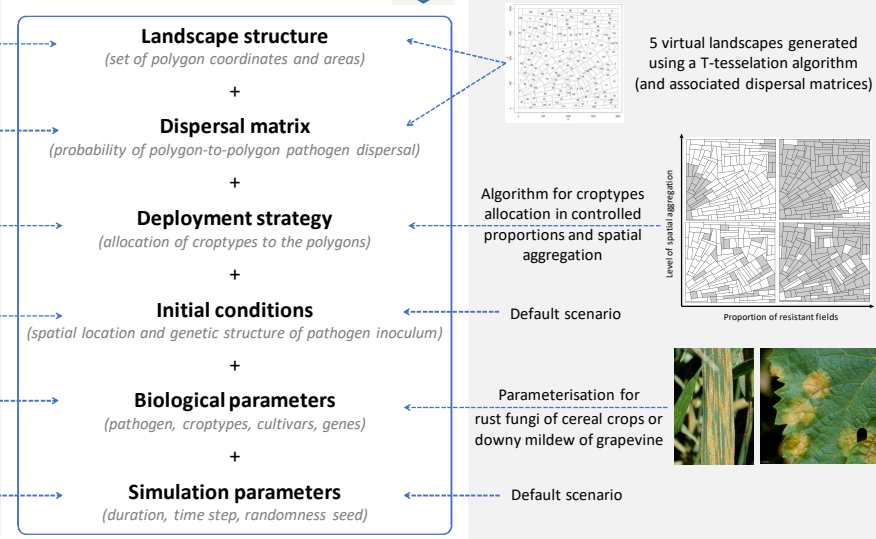 Landscape structure
(set of polygon coordinates and areas)
+
Dispersal matrix
(probability of polygon-to-polygon pathogen dispersal)
+
Deployment strategy
(allocation of croptypes to the polygons)
+
Initial conditions
(spatial location and genetic structure of pathogen inoculum)
+
Biological parameters
(pathogen, croptypes, cultivars, genes)
+
Simulation parameters
(duration, time step, randomness seed)
5 virtual landscapes generated
using a T-tesselation algorithm
(and associated dispersal matrices)
Algorithm for croptypes
allocation in controlled
proportions and spatial
aggregation
Level of spatial aggregation
Proportion of resistant fields
Default scenario
Parameterisation for
rust fungi of cereal crops or
downy mildew of grapevine
Default scenario